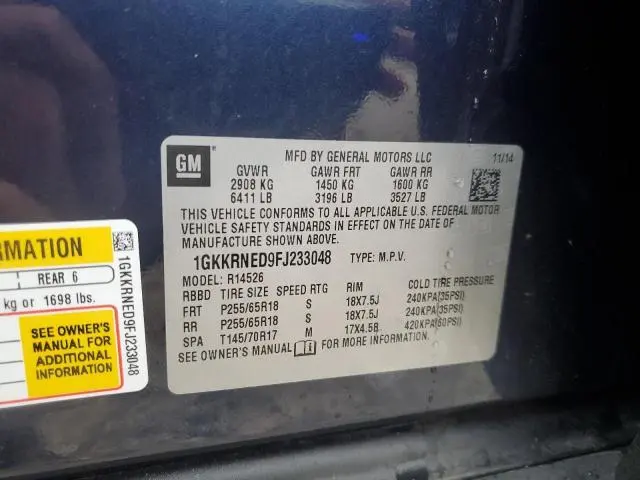 GM
MFD BY GENERAL MOTORS LLC 11/14
GVWR GAWR FRT GAWR RR
2908 KG 1450 KG 1600 KG
6411 LB 3196 LB 3527 LB
THIS VEHICLE CONFORMS TO ALL APPLICABLE U.S. FEDERAL MOTOR
VEHICLE SAFETY STANDARDS IN EFFECT ON THE DATE OF
MANUFACTURE SHOWN ABOVE.
1GKKRNED9FJ233048 TYPE: M.P.V.
MODEL: R14526
RBBD TIRE SIZE SPEED RTG RIM COLD TIRE PRESSURE
FRT P255/65R18 S 18X7.5J 240KPA(35PSI)
RR P255/65R18 S 18X7.5J 240KPA(35PSI)
SPA T145/70R17 M 17X4.5B 420KPA(60PSI)
SEE OWNER'S MANUAL FOR MORE INFORMATION.
RMATION
REAR 6
kg or 1698 lbs.
SEE OWNER'S
MANUAL FOR
ADDITIONAL
INFORMATION
1GKKRNED9FJ233048